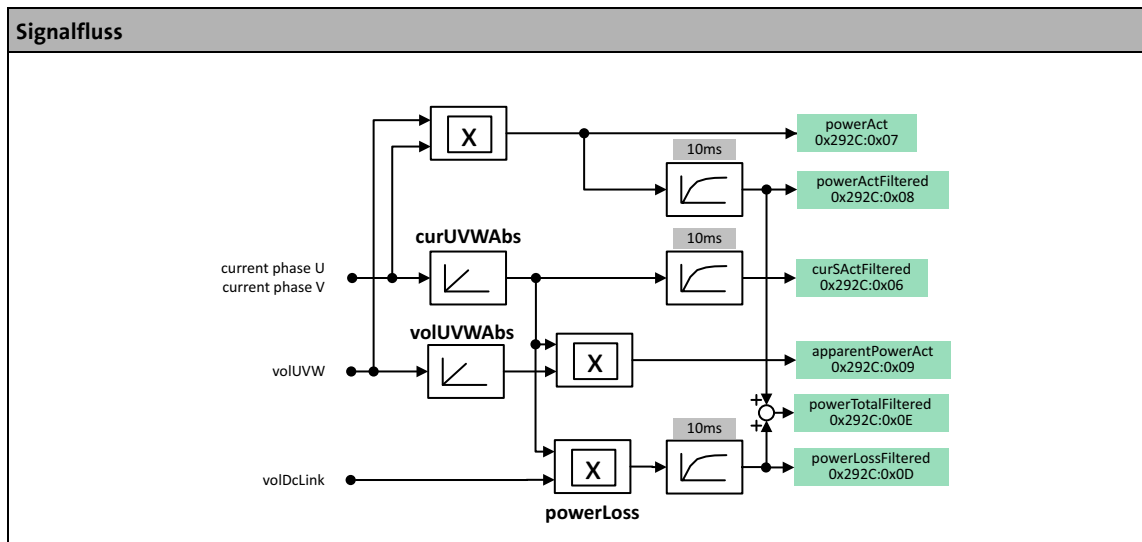 Signalfluss
X
powerAct
0x292C:0x07
10ms
powerActFiltered
0x292C:0x08
curUVWAbs
10ms
current phase U
current phase V
curSActFiltered
0x292C:0x06
volUVWAbs
volUVW
X
apparentPowerAct
0x292C:0x09
+
+
powerTotalFiltered
0x292C:0x0E
10ms
X
powerLossFiltered
0x292C:0x0D
volDcLink
powerLoss